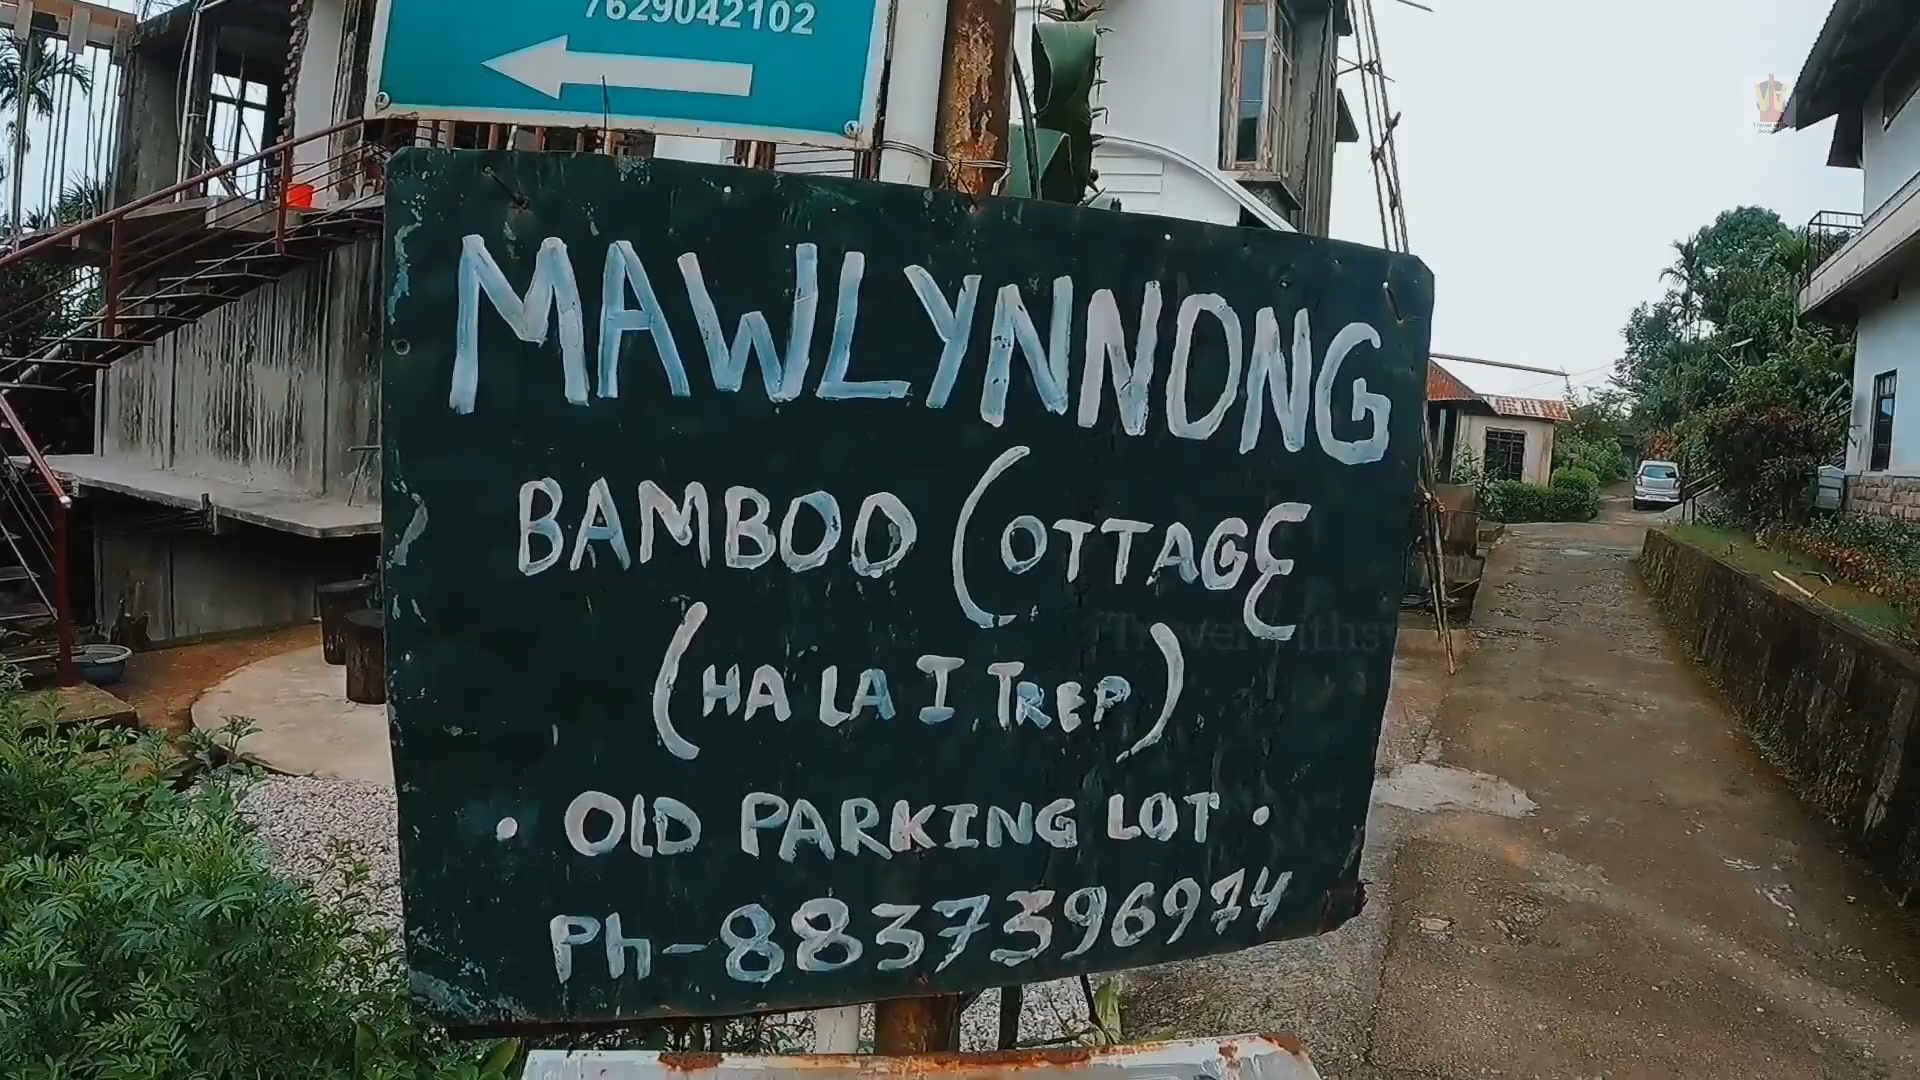 7629042102
MAWLYNNONG
BAMBOO COTTAGE
(HA LA I TREP)
• OLD PARKING LOT •
Ph-8837396974